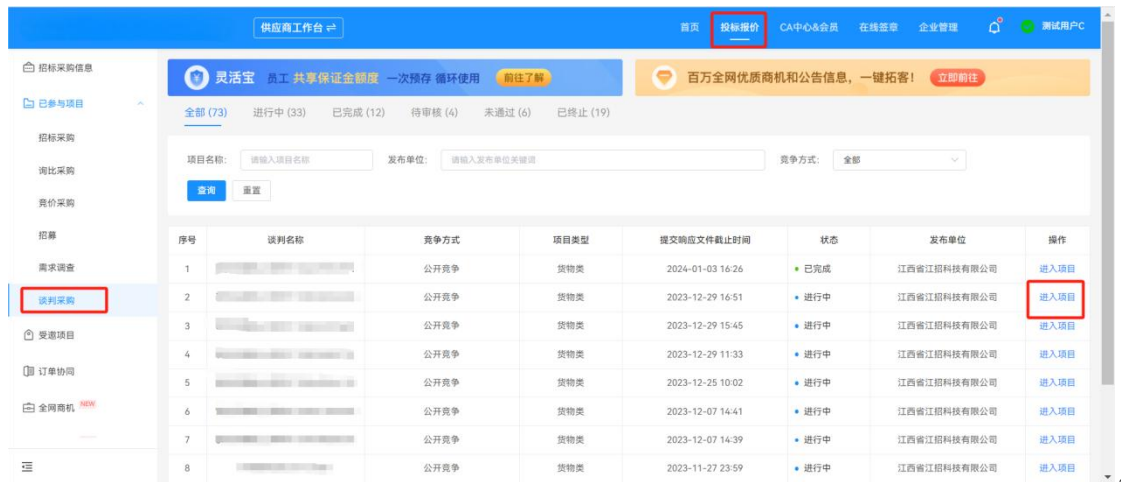 供应商工作台 ⇌ 首页 投标报价 CA中心&会员 在线签章 企业管理 测试用户C
招标采购信息
已参与项目
招标采购
询比采购
竞价采购
招募
需求调查
谈判采购
受邀项目
订单协同
全网商机 NEW
灵活宝 员工 共享保证金额度 一次预存 循环使用 前往了解
百万全网优质商机和公告信息，一键拓客！ 立即前往
全部 (73) 进行中 (33) 已完成 (12) 待审核 (4) 未通过 (6) 已终止 (19)
项目名称: 请输入项目名称 发布单位: 请输入发布单位关键词 竞争方式: 全部
查询 重置
序号 谈判名称 竞争方式 项目类型 提交响应文件截止时间 状态 发布单位 操作
1 公开竞争 货物类 2024-01-03 16:26 已完成 江西省江招科技有限公司 进入项目
2 公开竞争 货物类 2023-12-29 16:51 进行中 江西省江招科技有限公司 进入项目
3 公开竞争 货物类 2023-12-29 15:45 进行中 江西省江招科技有限公司 进入项目
4 公开竞争 货物类 2023-12-29 11:33 进行中 江西省江招科技有限公司 进入项目
5 公开竞争 货物类 2023-12-25 10:02 进行中 江西省江招科技有限公司 进入项目
6 公开竞争 货物类 2023-12-07 14:41 进行中 江西省江招科技有限公司 进入项目
7 公开竞争 货物类 2023-12-07 14:39 进行中 江西省江招科技有限公司 进入项目
8 公开竞争 货物类 2023-11-27 23:59 进行中 江西省江招科技有限公司 进入项目